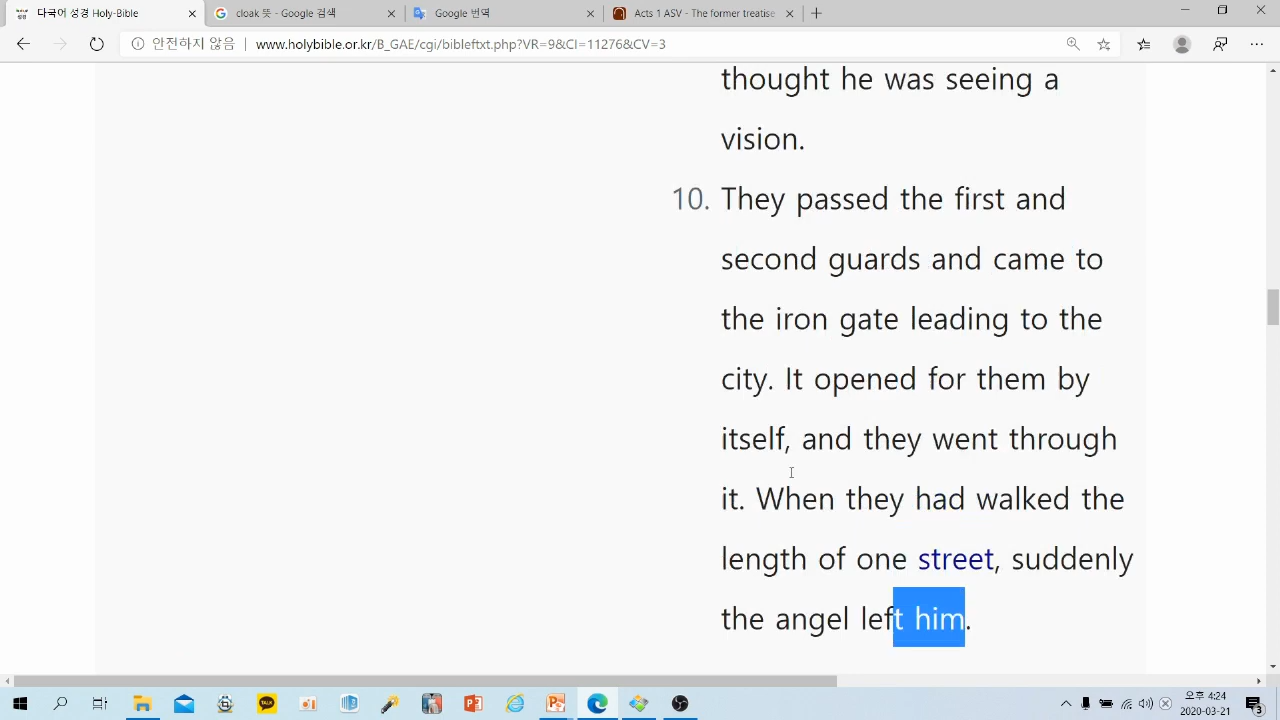 다국어 성경 Holy-Bible
cloak 뜻 - Google 검색
Google 번역
Acts 1 ASV - The former treatise
안전하지 않음
www.holybible.or.kr/B_GAE/cgi/bibleftxt.php?VR=9&CI=11276&CV=3
thought he was seeing a
vision.
10. They passed the first and
second guards and came to
the iron gate leading to the
city. It opened for them by
itself, and they went through
it. When they had walked the
length of one street, suddenly
the angel left him.
TALK
오후 4:24
2020-03-21
3